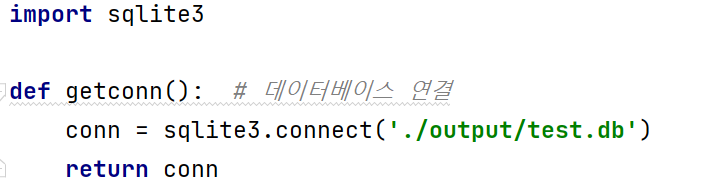 import sqlite3
def getconn():  # 데이터베이스 연결
    conn = sqlite3.connect('./output/test.db')
    return conn